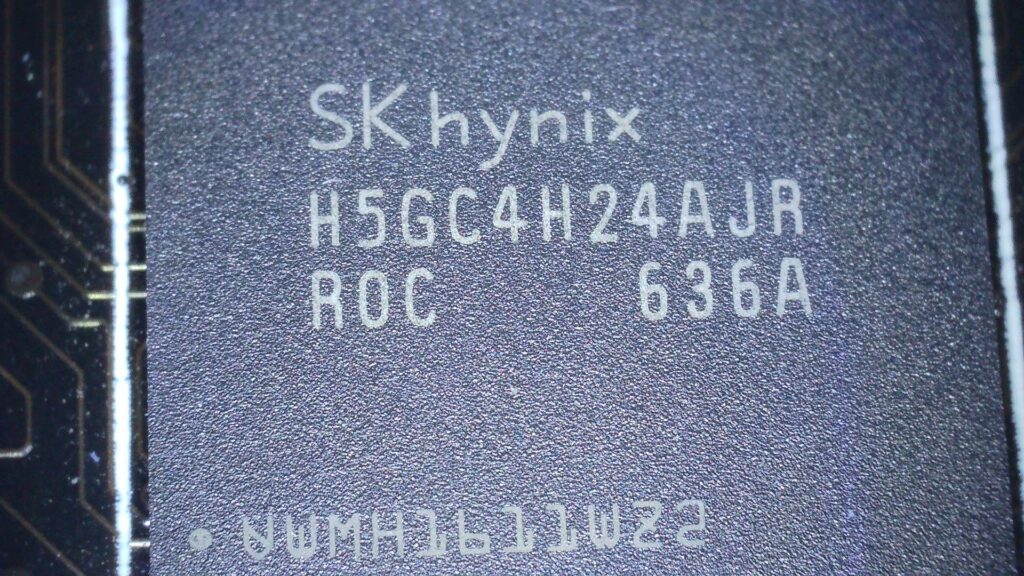 SK hynix
H5GC4H24AJR
R0C 636A